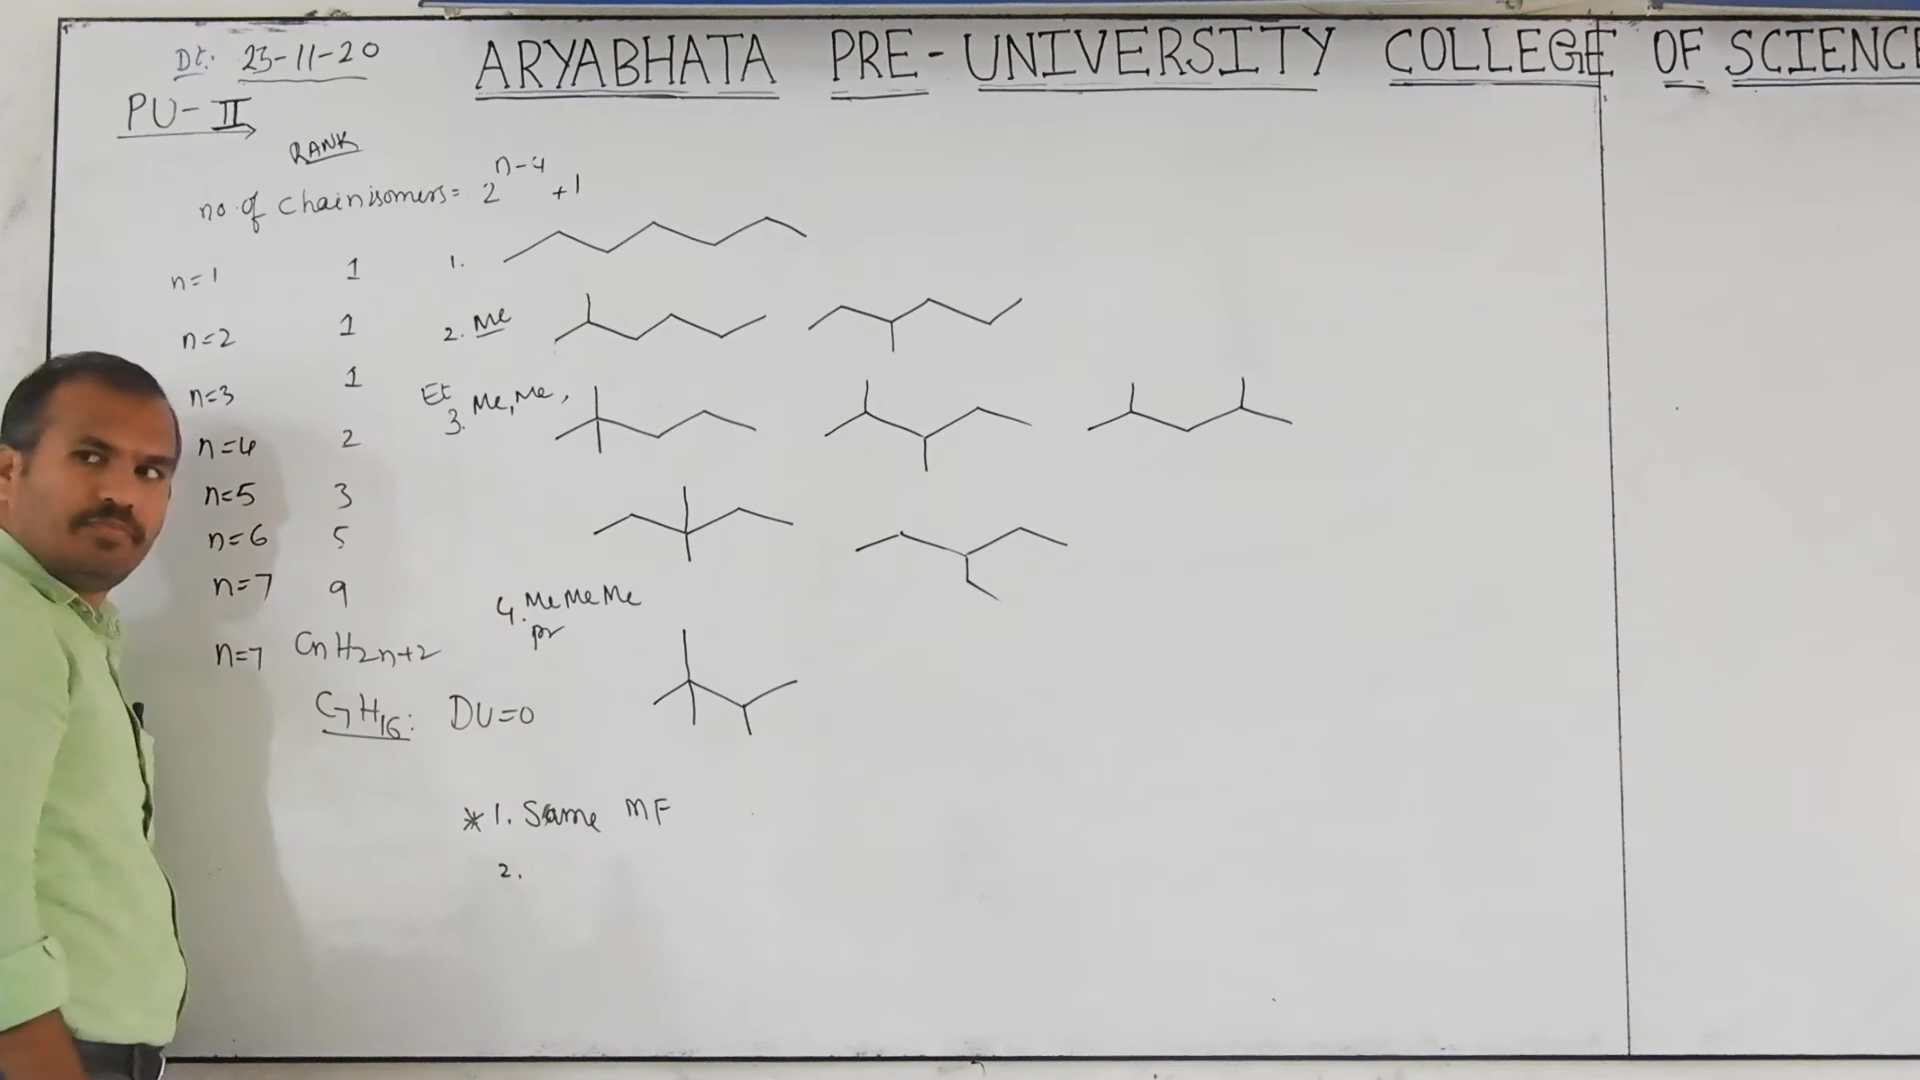 Dt:- 23-11-20
ARYABHATA PRE-UNIVERSITY COLLEGE OF SCIENCE
PU-II
RANK
no. of chainisomers = 2^(n-4) + 1
n=1 1
n=2 1
n=3 1
n=4 2
n=5 3
n=6 5
n=7 9
n=7 CnH2n+2
C7H16: DU=0
1.
2. Me
Et
3. Me, Me,
4. Me Me Me
pr
* 1. Same MF
2.